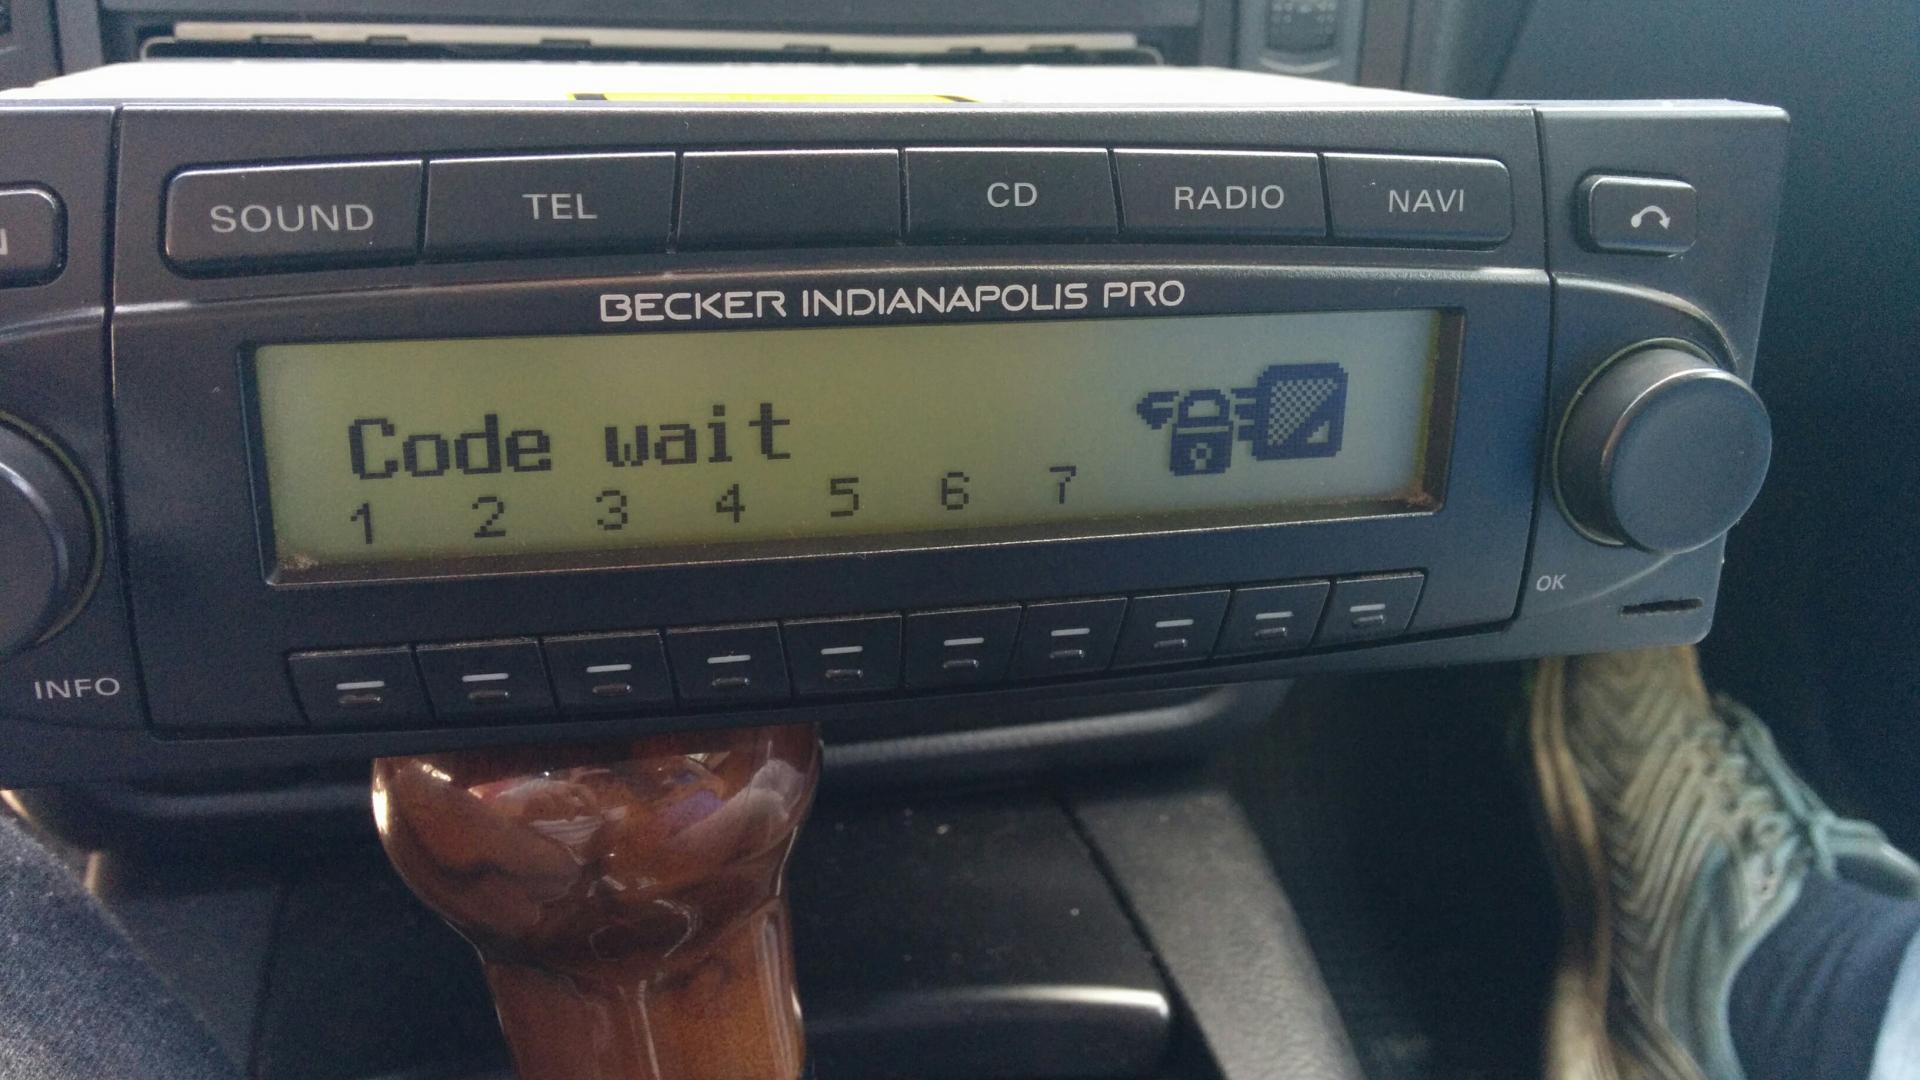 SOUND TEL CD RADIO NAVI
BECKER INDIANAPOLIS PRO
Code wait
1 2 3 4 5 6 7
INFO
OK